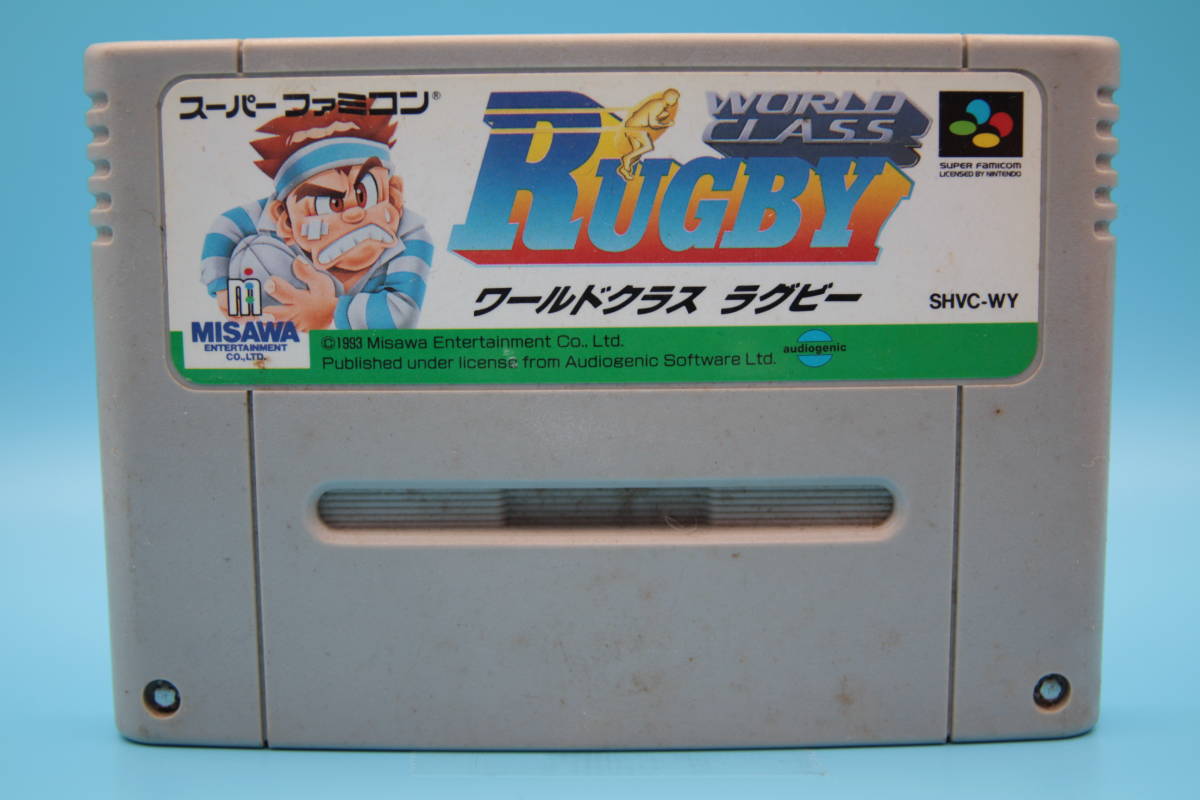 スーパーファミコン®
WORLD
CLASS
RUGBY
SUPER FAMICOM
LICENSED BY NINTENDO
ワールドクラス ラグビー
SHVC-WY
m
MISAWA
ENTERTAINMENT
CO.,LTD.
©1993 Misawa Entertainment Co., Ltd.
Published under license from Audiogenic Software Ltd.
audiogenic